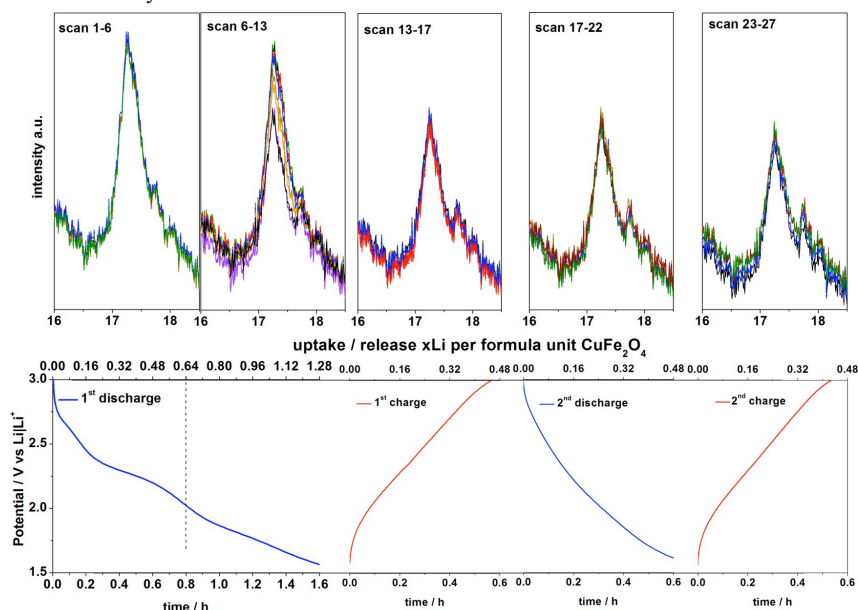 scan 1-6
scan 6-13
scan 13-17
scan 17-22
scan 23-27
intensity a.u.
16 17 18
16 17 18
16 17 18
16 17 18
16 17 18
uptake / release xLi per formula unit CuFe2O4
0.00 0.16 0.32 0.48 0.64 0.80 0.96 1.12 1.28
0.00 0.16 0.32 0.48
0.00 0.16 0.32 0.48
0.00 0.16 0.32 0.48
1st discharge
1st charge
2nd discharge
2nd charge
Potential / V vs Li|Li+
3.0
2.5
2.0
1.5
0.0 0.2 0.4 0.6 0.8 1.0 1.2 1.4 1.6
0.0 0.2 0.4 0.6
0.0 0.2 0.4 0.6
0.0 0.2 0.4 0.6
time / h
time / h
time / h
time / h